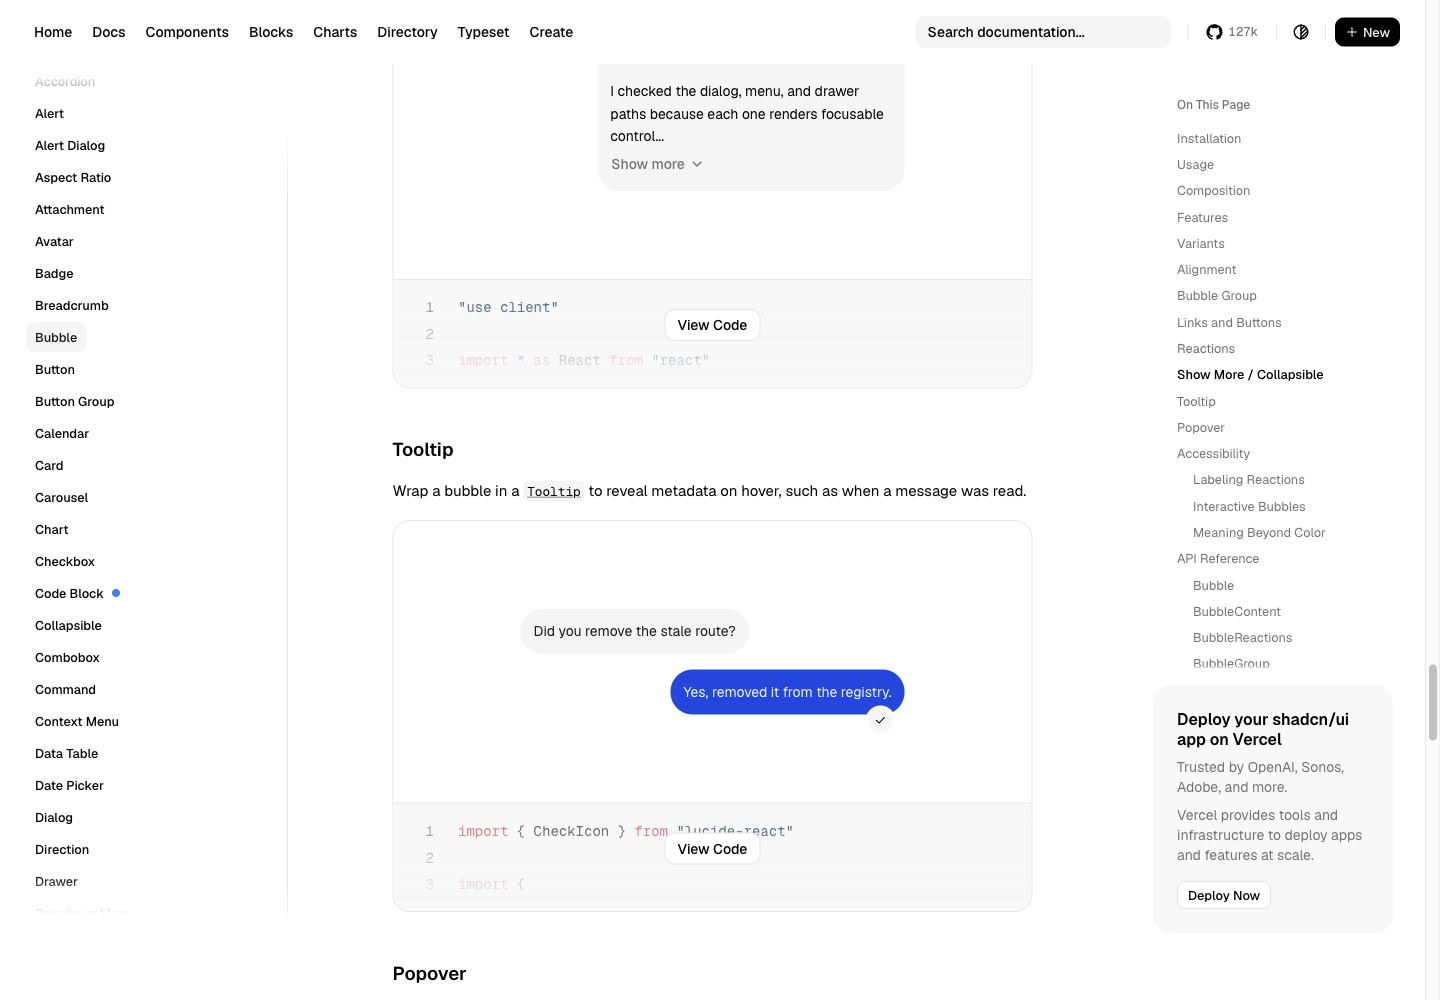 Home Docs Components Blocks Charts Directory Typeset Create
Search documentation...
127k
New
Accordion
Alert
Alert Dialog
Aspect Ratio
Attachment
Avatar
Badge
Breadcrumb
Bubble
Button
Button Group
Calendar
Card
Carousel
Chart
Checkbox
Code Block
Collapsible
Combobox
Command
Context Menu
Data Table
Date Picker
Dialog
Direction
Drawer
Dropdown Menu
I checked the dialog, menu, and drawer
paths because each one renders focusable
control...
Show more
1 "use client"
2
3 import * as React from "react"
View Code
Tooltip
Wrap a bubble in a Tooltip to reveal metadata on hover, such as when a message was read.
Did you remove the stale route?
Yes, removed it from the registry.
1 import { CheckIcon } from "lucide-react"
2
3 import {
View Code
Popover
On This Page
Installation
Usage
Composition
Features
Variants
Alignment
Bubble Group
Links and Buttons
Reactions
Show More / Collapsible
Tooltip
Popover
Accessibility
Labeling Reactions
Interactive Bubbles
Meaning Beyond Color
API Reference
Bubble
BubbleContent
BubbleReactions
BubbleGroup
Deploy your shadcn/ui
app on Vercel
Trusted by OpenAI, Sonos,
Adobe, and more.
Vercel provides tools and
infrastructure to deploy apps
and features at scale.
Deploy Now